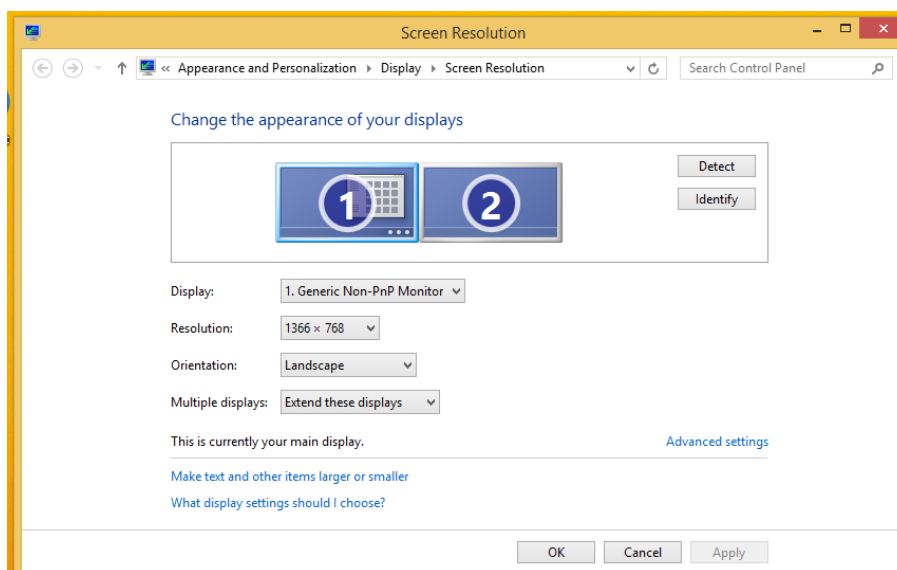 Screen Resolution
« Appearance and Personalization Display Screen Resolution Search Control Panel
Change the appearance of your displays
1 2
Detect
Identify
Display: 1. Generic Non-PnP Monitor
Resolution: 1366 × 768
Orientation: Landscape
Multiple displays: Extend these displays
This is currently your main display. Advanced settings
Make text and other items larger or smaller
What display settings should I choose?
OK Cancel Apply